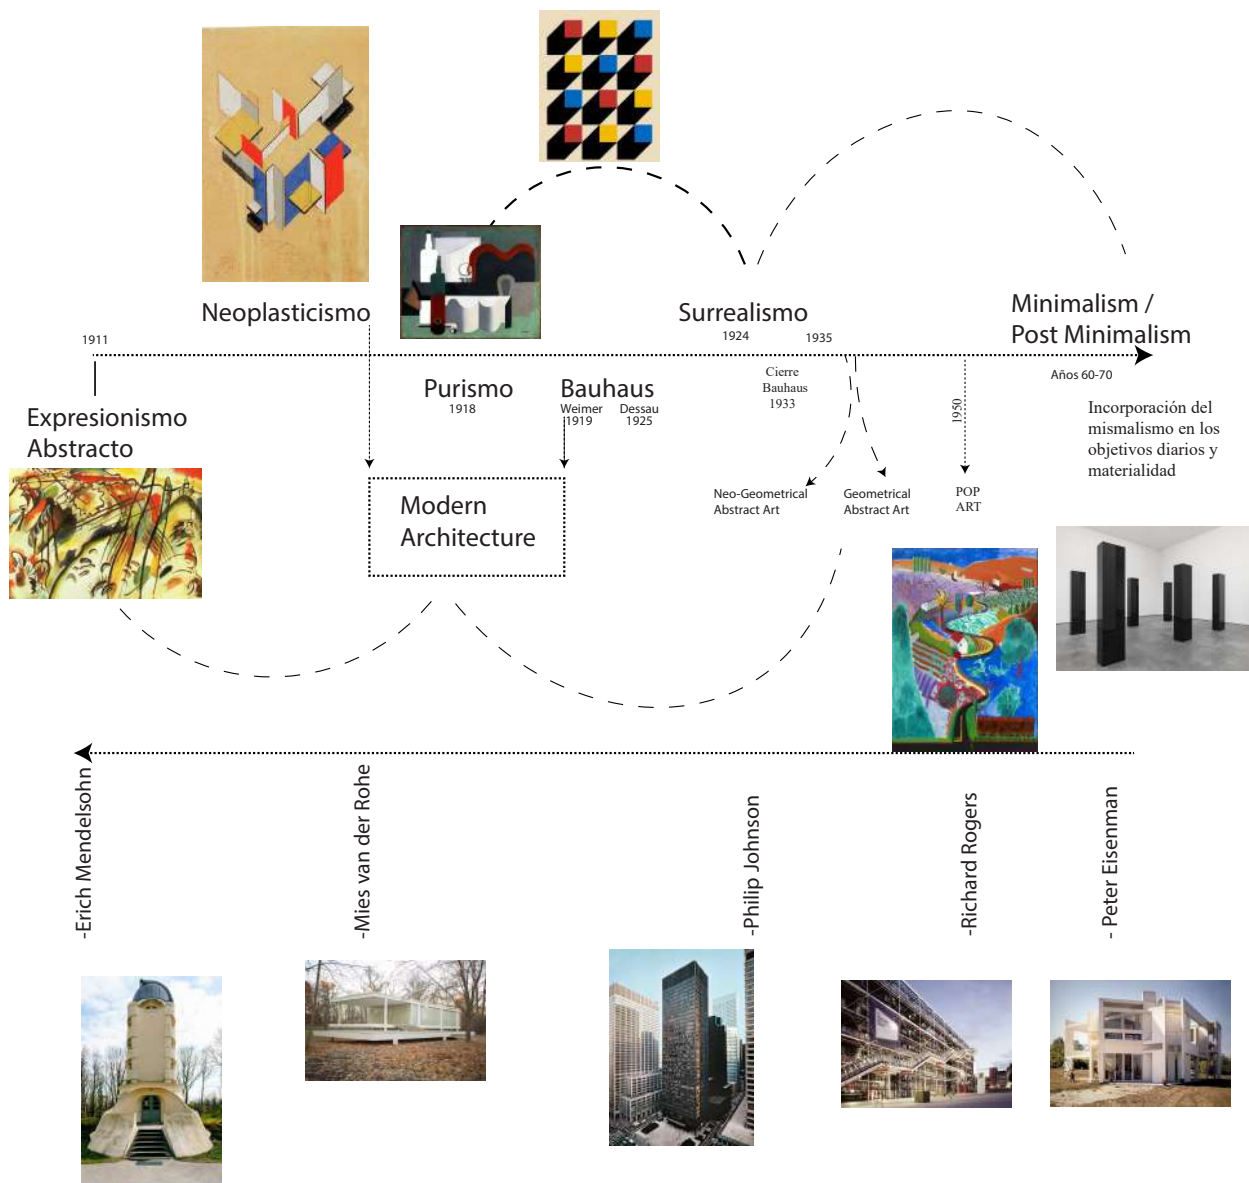 Neoplasticismo
Surrealismo
1924
1935
Minimalism /
Post Minimalism
1911
Años 60-70
Expresionismo
Abstracto
Purismo
1918
Bauhaus
Weimer
1919
Dessau
1925
Cierre
Bauhaus
1933
1950
Incorporación del
mismalismo en los
objetivos diarios y
materialidad
Modern
Architecture
Neo-Geometrical
Abstract Art
Geometrical
Abstract Art
POP
ART
-Erich Mendelsohn
-Mies van der Rohe
-Philip Johnson
-Richard Rogers
- Peter Eisenman